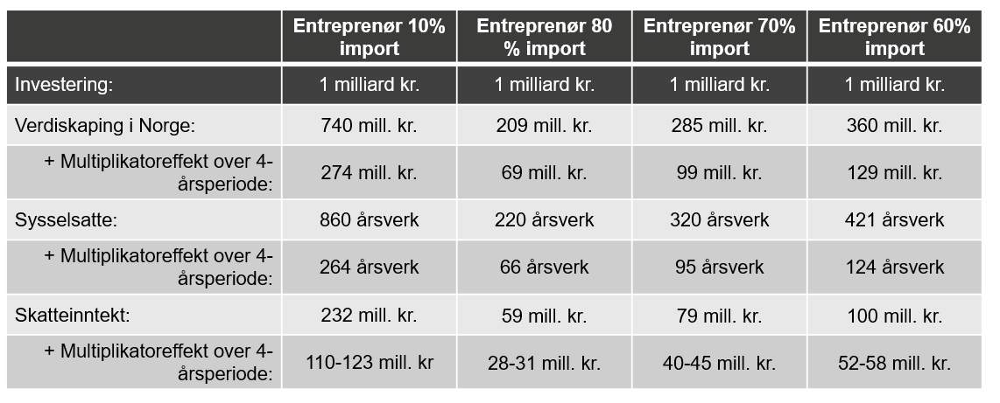 Entreprenør 10% import
Entreprenør 80 % import
Entreprenør 70% import
Entreprenør 60% import
Investering:
1 milliard kr.
1 milliard kr.
1 milliard kr.
1 milliard kr.
Verdiskaping i Norge:
740 mill. kr.
209 mill. kr.
285 mill. kr.
360 mill. kr.
+ Multiplikatoreffekt over 4-
årsperiode:
274 mill. kr.
69 mill. kr.
99 mill. kr.
129 mill. kr.
Sysselsatte:
860 årsverk
220 årsverk
320 årsverk
421 årsverk
+ Multiplikatoreffekt over 4-
årsperiode:
264 årsverk
66 årsverk
95 årsverk
124 årsverk
Skatteinntekt:
232 mill. kr.
59 mill. kr.
79 mill. kr.
100 mill. kr.
+ Multiplikatoreffekt over 4-
årsperiode:
110-123 mill. kr
28-31 mill. kr.
40-45 mill. kr.
52-58 mill. kr.